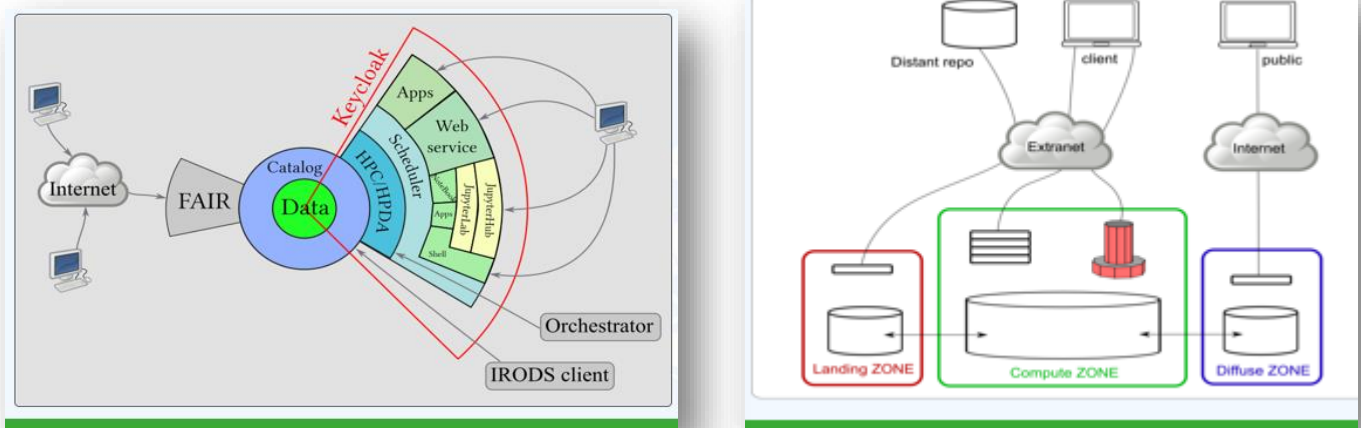 Keycloak
Apps
Web
service
Scheduler
HPC/HPDA
Catalog
Data
FAIR
Internet
NoteBook
Apps
JupyterLab
JupyterHub
Shell
Orchestrator
IRODS client
Distant repo
client
public
Extranet
Internet
Landing ZONE
Compute ZONE
Diffuse ZONE